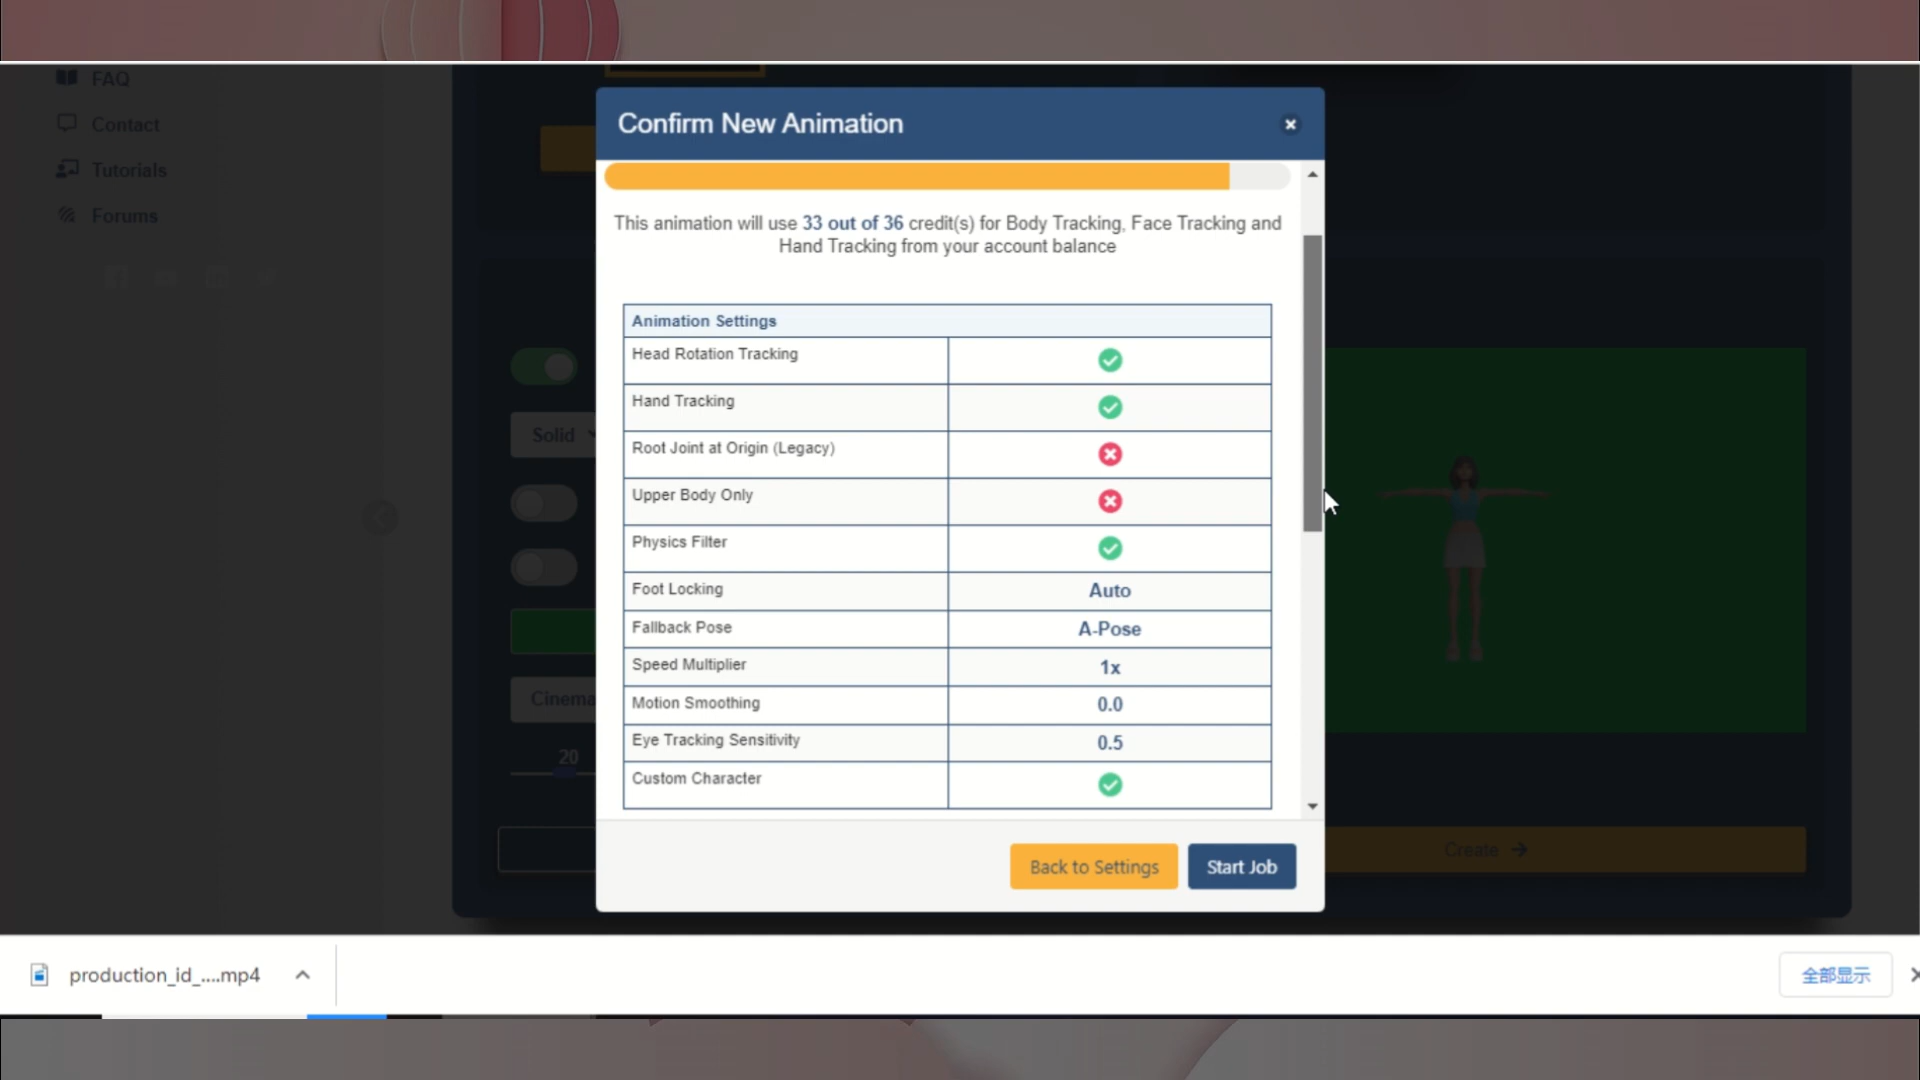 FAQ
Contact
Tutorials
Forums
Confirm New Animation
This animation will use 33 out of 36 credit(s) for Body Tracking, Face Tracking and
Hand Tracking from your account balance
Animation Settings
Head Rotation Tracking
Hand Tracking
Root Joint at Origin (Legacy)
Upper Body Only
Physics Filter
Foot Locking Auto
Fallback Pose A-Pose
Speed Multiplier 1x
Motion Smoothing 0.0
Eye Tracking Sensitivity 0.5
Custom Character
Back to Settings Start Job
Solid
Cinema
20
Create
production_id_....mp4
全部显示